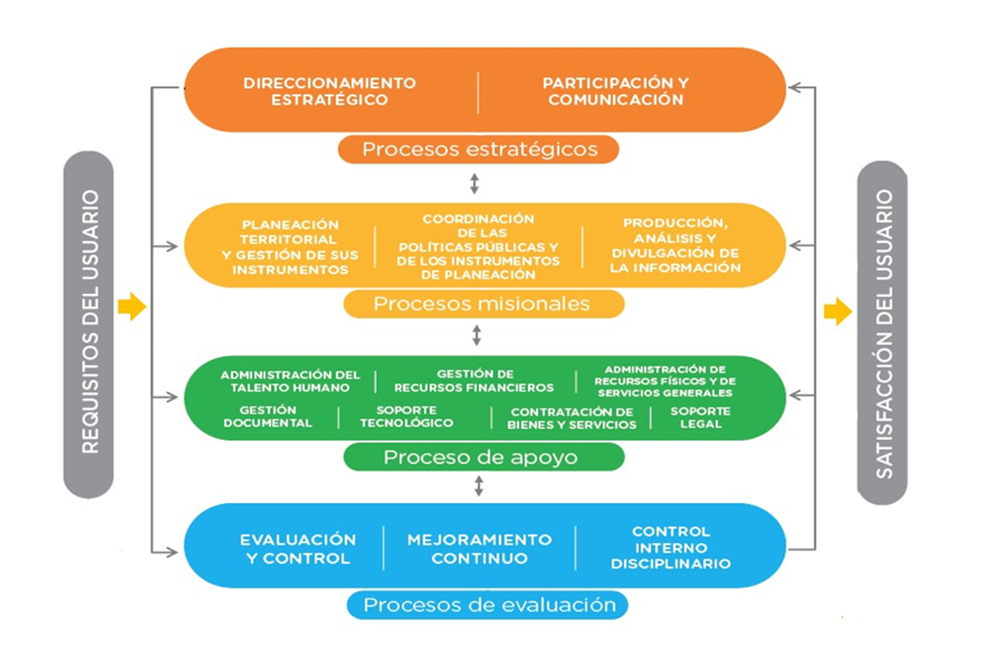 DIRECCIONAMIENTO
ESTRATÉGICO
PARTICIPACIÓN Y
COMUNICACIÓN
Procesos estratégicos
REQUISITOS DEL USUARIO
PLANEACIÓN
TERRITORIAL
Y GESTIÓN DE SUS
INSTRUMENTOS
COORDINACIÓN
DE LAS
POLÍTICAS PÚBLICAS Y
DE LOS INSTRUMENTOS
DE PLANEACIÓN
PRODUCCIÓN,
ANÁLISIS Y
DIVULGACIÓN DE
LA INFORMACIÓN
Procesos misionales
SATISFACCIÓN DEL USUARIO
ADMINISTRACIÓN DEL
TALENTO HUMANO
GESTIÓN DE
RECURSOS FINANCIEROS
ADMINISTRACIÓN DE
RECURSOS FÍSICOS Y DE
SERVICIOS GENERALES
GESTIÓN
DOCUMENTAL
SOPORTE
TECNOLÓGICO
CONTRATACIÓN DE
BIENES Y SERVICIOS
SOPORTE
LEGAL
Proceso de apoyo
EVALUACIÓN
Y CONTROL
MEJORAMIENTO
CONTINUO
CONTROL
INTERNO
DISCIPLINARIO
Procesos de evaluación